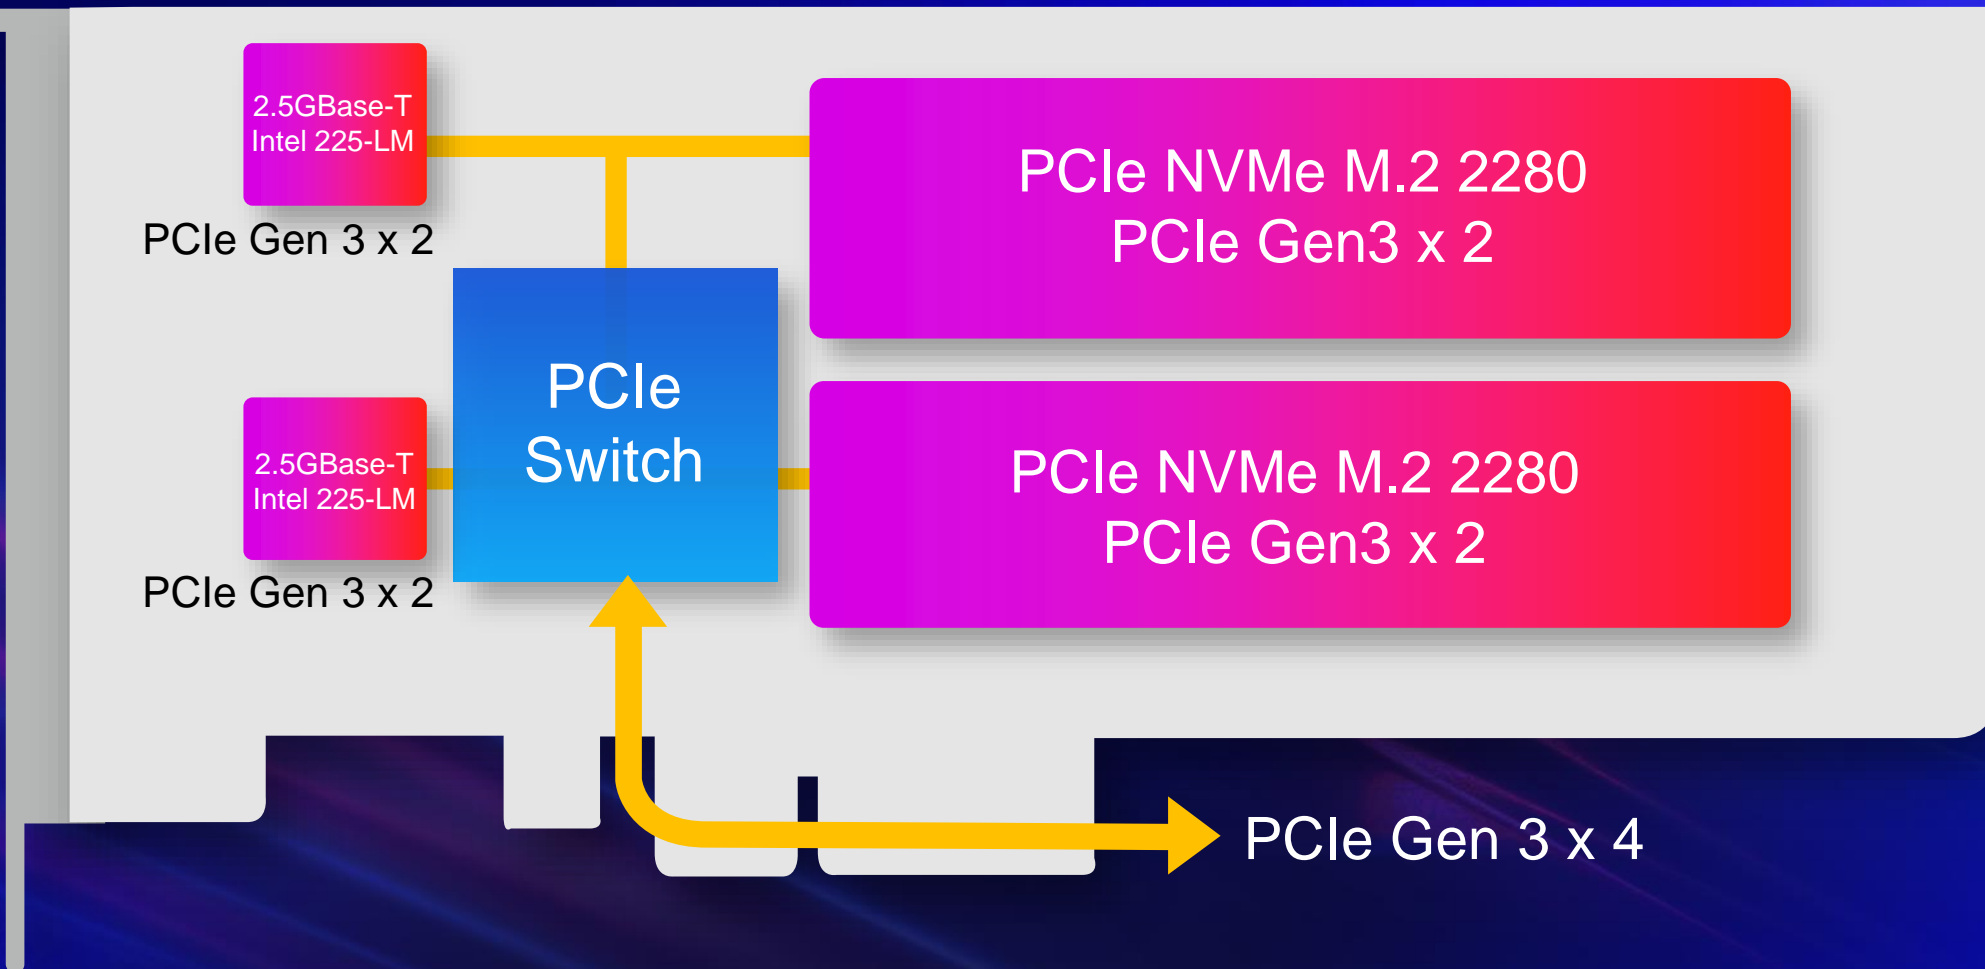 2.5GBase-T
Intel 225-LM
PCIe Gen 3 x 2
PCIe NVMe M.2 2280
PCIe Gen3 x 2
PCIe
Switch
2.5GBase-T
Intel 225-LM
PCIe Gen 3 x 2
PCIe NVMe M.2 2280
PCIe Gen3 x 2
PCIe Gen 3 x 4